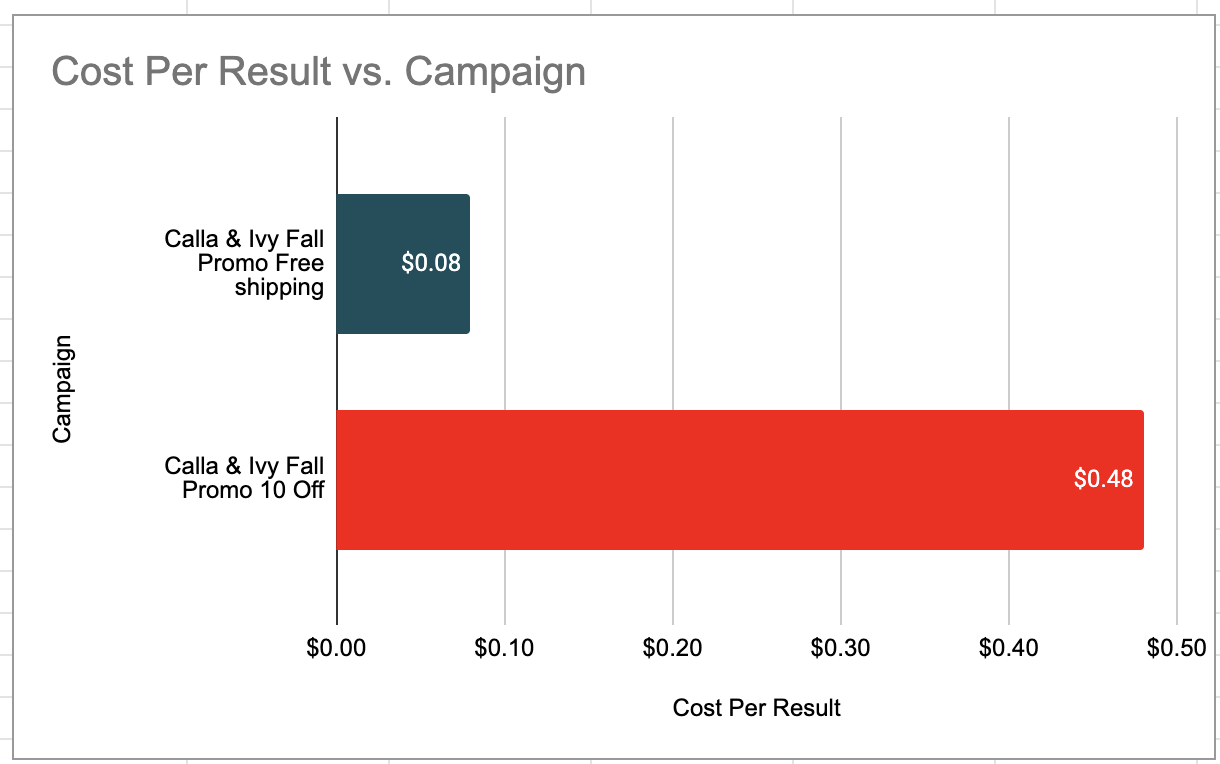 Cost Per Result vs. Campaign
Calla & Ivy Fall
Promo Free
shipping
$0.08
Campaign
Calla & Ivy Fall
Promo 10 Off
$0.48
$0.00
$0.10
$0.20
$0.30
$0.40
$0.50
Cost Per Result